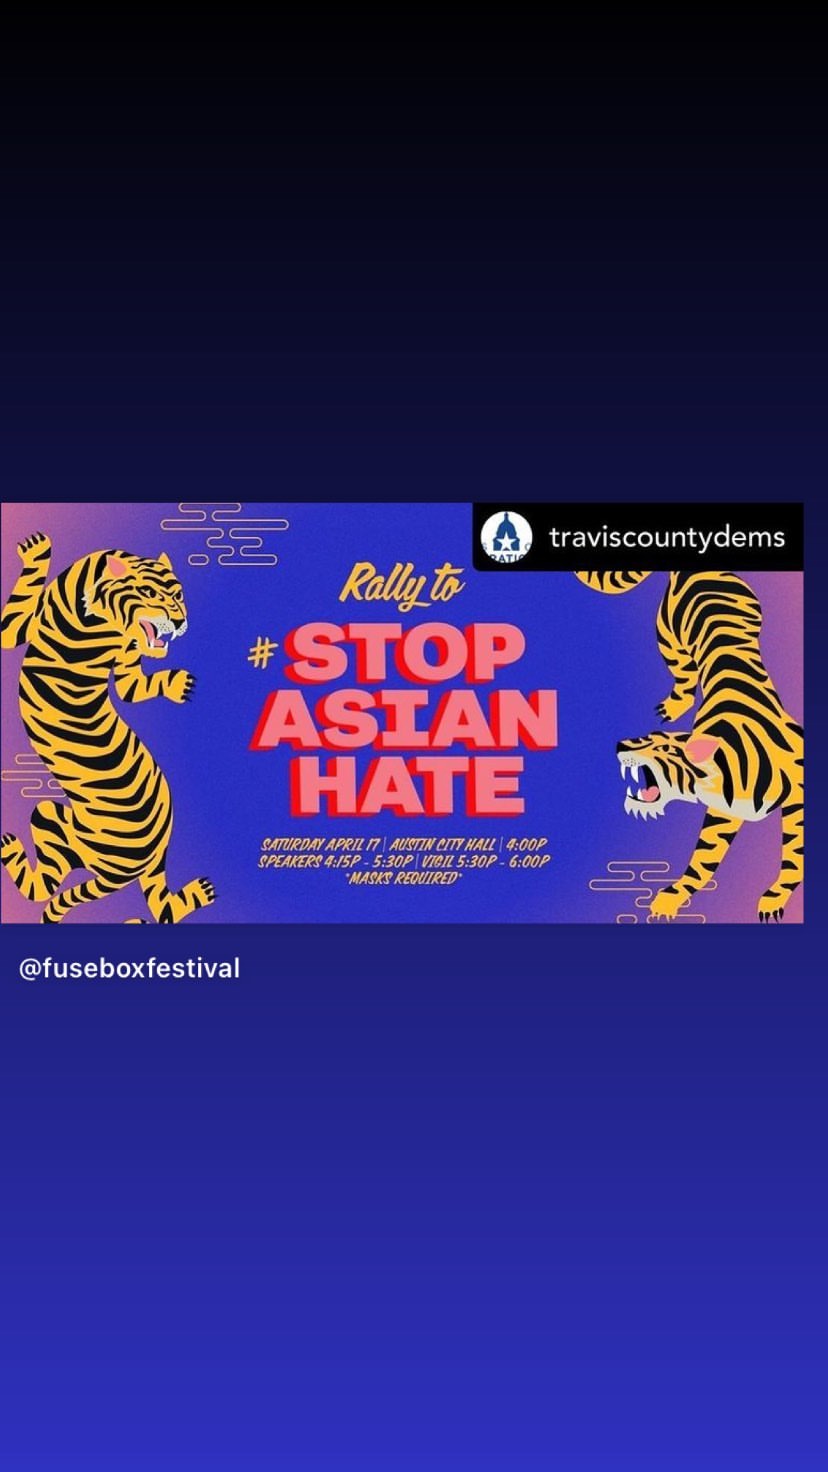 traviscountydems
Rally to
#STOP
ASIAN
HATE
SATURDAY APRIL 17 | AUSTIN CITY HALL | 4:00P
SPEAKERS 4:15P - 5:30P | VIGIL 5:30P - 6:00P
*MASKS REQUIRED*
@fuseboxfestival